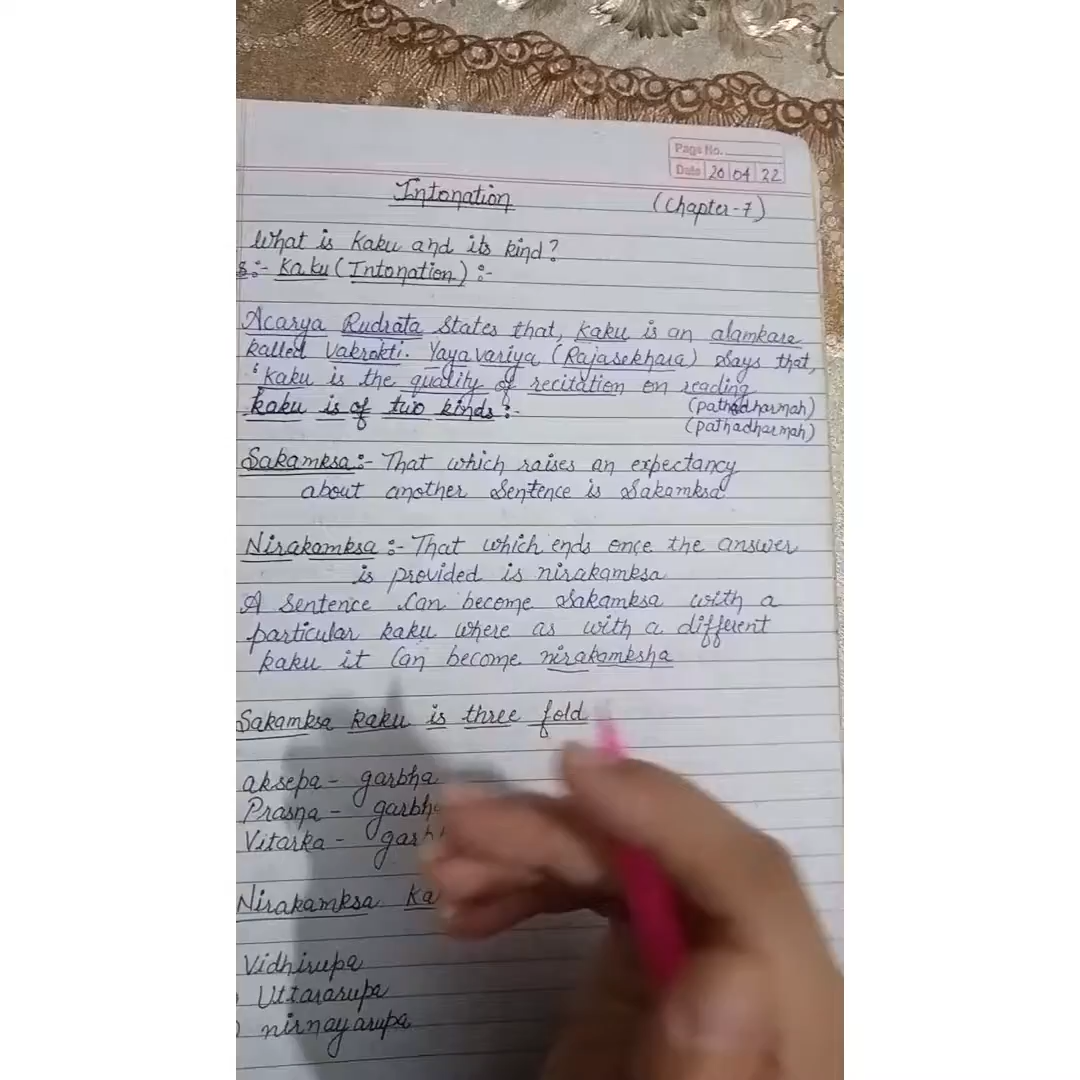 Page No.
Date 20 04 22
Intonation (Chapter-7)
What is Kaku and its kind?
s:- Kaku (Intonation) :-
Acarya Rudrata states that, Kaku is an alamkare
kalled Vakrokti. Yayavariya (Rajasekhara) says that,
'Kaku is the quality of recitation on reading
(pathadharmah)
kaku is of two kinds:-
(pathadharmah)
Sakamksa:- That which raises an expectancy
about another sentence is Sakamksa
Nirakamksa :- That which ends once the answer
is provided is nirakamksa
A sentence can become Sakamksa with a
particular kaku where as with a different
kaku it can become nirakamksha
Sakamksa kaku is three fold
aksepa - garbha
Prasna - garbh
Vitarka - garb
Nirakamksa Ka
Vidhirupa
) Uttararupa
) nirnayarupa